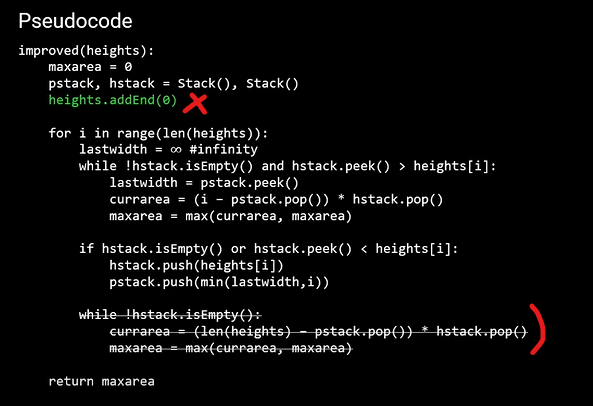 Pseudocode
improved(heights):
maxarea = 0
pstack, hstack = Stack(), Stack()
heights.addEnd(0)
for i in range(len(heights)):
lastwidth = ∞ #infinity
while !hstack.isEmpty() and hstack.peek() > heights[i]:
lastwidth = pstack.peek()
currarea = (i – pstack.pop()) * hstack.pop()
maxarea = max(currarea, maxarea)
if hstack.isEmpty() or hstack.peek() < heights[i]:
hstack.push(heights[i])
pstack.push(min(lastwidth,i))
while !hstack.isEmpty():
currarea = (len(heights) – pstack.pop()) * hstack.pop()
maxarea = max(currarea, maxarea)
return maxarea